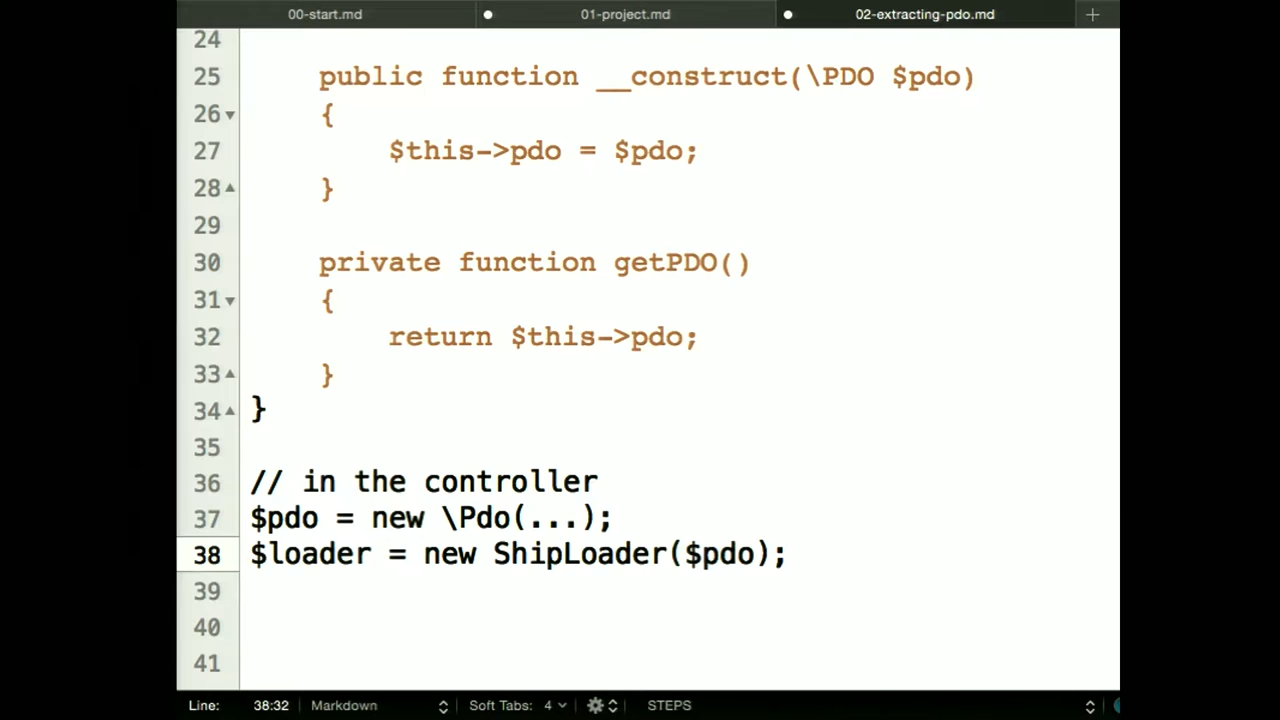 00-start.md
01-project.md
02-extracting-pdo.md
24
25 public function __construct(\PDO $pdo)
26 {
27 $this->pdo = $pdo;
28 }
29
30 private function getPDO()
31 {
32 return $this->pdo;
33 }
34 }
35
36 // in the controller
37 $pdo = new \Pdo(...);
38 $loader = new ShipLoader($pdo);
39
40
41
Line: 38:32 Markdown Soft Tabs: 4 STEPS